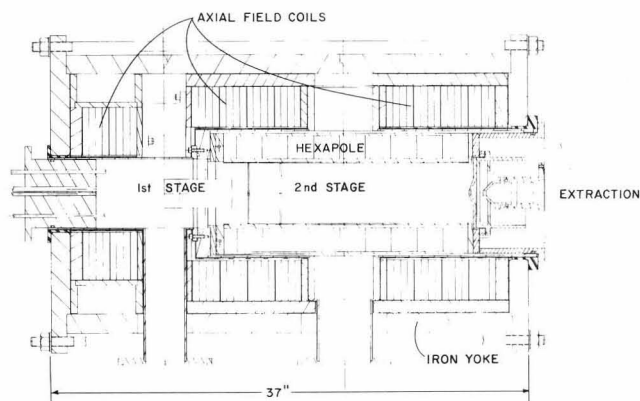 AXIAL FIELD COILS
HEXAPOLE
1st STAGE
2nd STAGE
EXTRACTION
IRON YOKE
37"